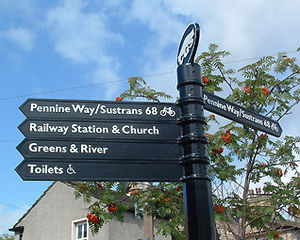 Pennine Way/Sustrans 68
Railway Station & Church
Greens & River
Toilets
Pennine Way/Sustrans 68